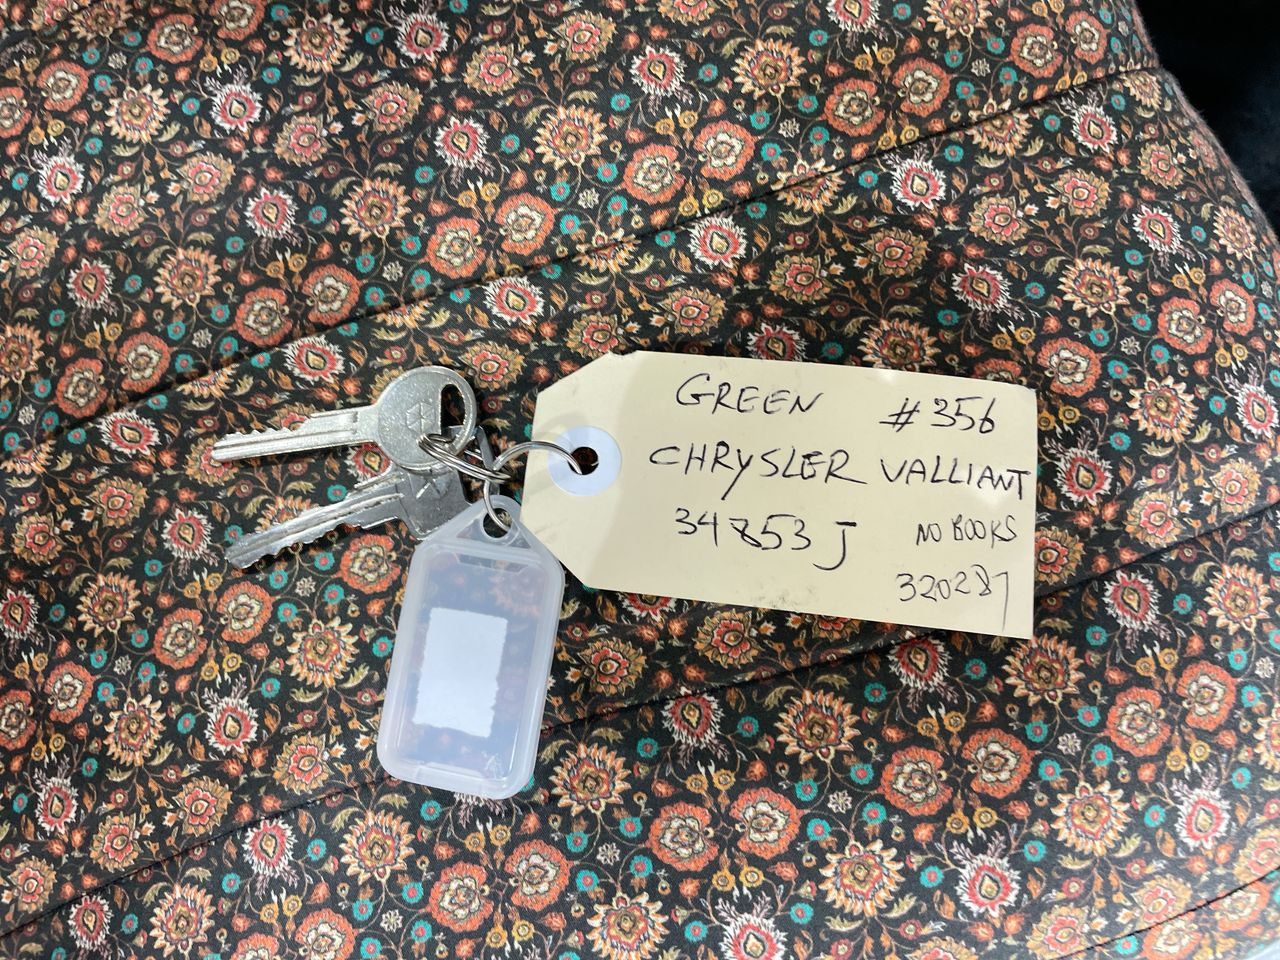 GREEN #356
CHRYSLER VALLIANT
34853 J NO BOOKS
320287